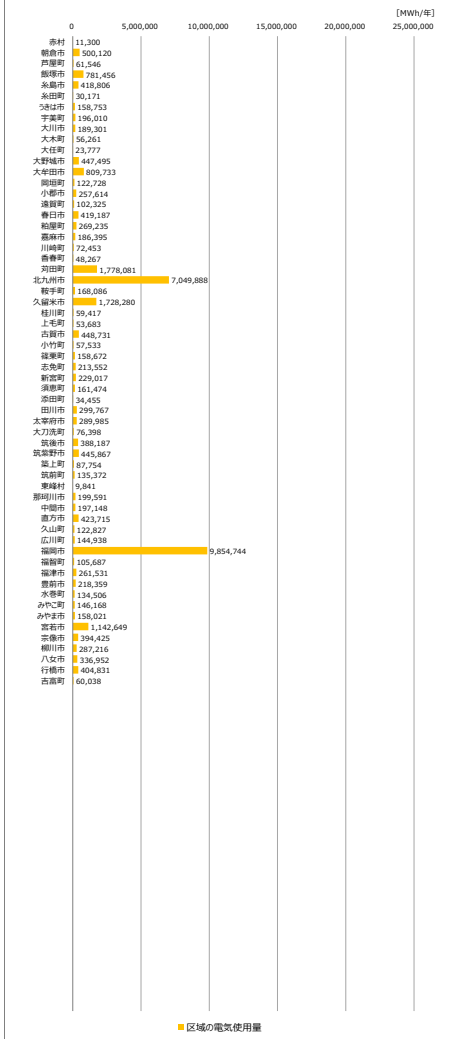 [MWh/年]
0 5,000,000 10,000,000 15,000,000 20,000,000 25,000,000
赤村 11,300
朝倉市 500,120
芦屋町 61,546
飯塚市 781,456
糸島市 418,806
糸田町 30,171
うきは市 158,753
宇美町 196,010
大川市 189,301
大木町 56,261
大任町 23,777
大野城市 447,495
大牟田市 809,733
岡垣町 122,728
小郡市 257,614
遠賀町 102,325
春日市 419,187
粕屋町 269,235
嘉麻市 186,395
川崎町 72,453
香春町 48,267
苅田町 1,778,081
北九州市 7,049,888
鞍手町 168,086
久留米市 1,728,280
桂川町 59,417
上毛町 53,683
古賀市 448,731
小竹町 57,533
篠栗町 158,672
志免町 213,552
新宮町 229,017
須恵町 161,474
添田町 34,455
田川市 299,767
太宰府市 289,985
大刀洗町 76,398
筑後市 388,187
筑紫野市 445,867
築上町 87,754
筑前町 135,372
東峰村 9,841
那珂川市 199,591
中間市 197,148
直方市 423,715
久山町 122,827
広川町 144,938
福岡市 9,854,744
福智町 105,687
福津市 261,531
豊前市 218,359
水巻町 134,506
みやこ町 146,168
みやま市 158,021
宮若市 1,142,649
宗像市 394,425
柳川市 287,216
八女市 336,952
行橋市 404,831
吉富町 60,038
区域の電気使用量